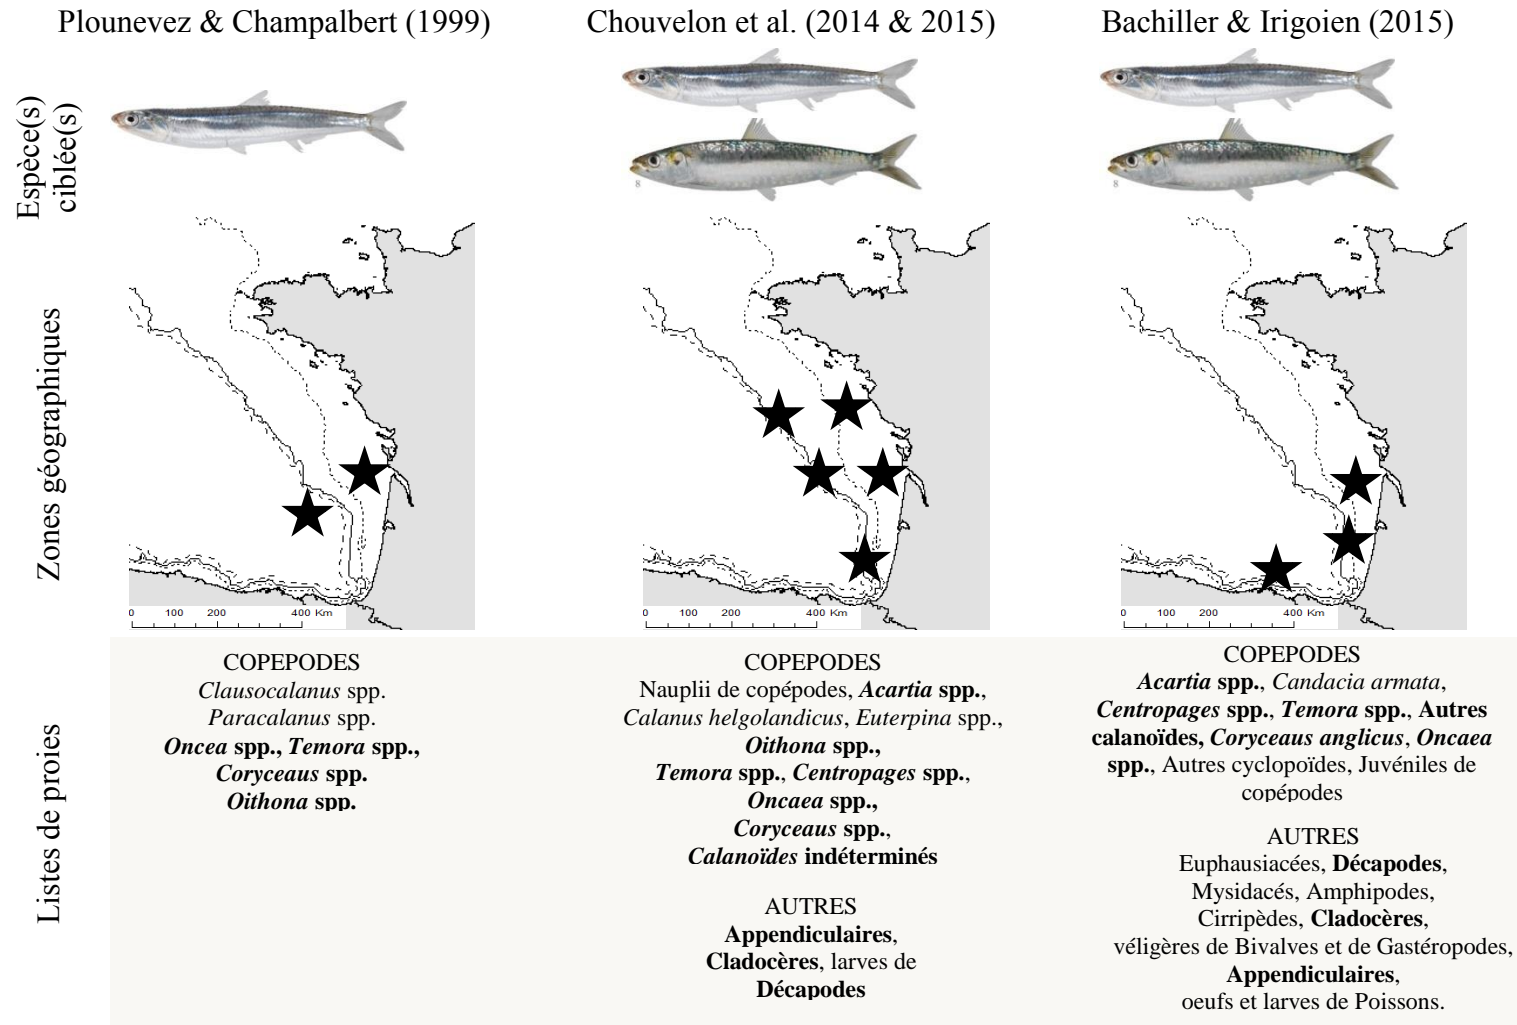 Plounevez & Champalbert (1999)
Chouvelon et al. (2014 & 2015)
Bachiller & Irigoien (2015)
Espèce(s)
ciblée(s)
8
8
Zones géographiques
0 100 200 400 Km
0 100 200 400 Km
0 100 200 400 Km
Listes de proies
COPEPODES
Clausocalanus spp.
Paracalanus spp.
Oncea spp., Temora spp.,
Coryceaus spp.
Oithona spp.
COPEPODES
Nauplii de copépodes, Acartia spp.,
Calanus helgolandicus, Euterpina spp.,
Oithona spp.,
Temora spp., Centropages spp.,
Oncaea spp.,
Coryceaus spp.,
Calanoïdes indéterminés
AUTRES
Appendiculaires,
Cladocères, larves de
Décapodes
COPEPODES
Acartia spp., Candacia armata,
Centropages spp., Temora spp., Autres
calanoïdes, Coryceaus anglicus, Oncaea
spp., Autres cyclopoïdes, Juvéniles de
copépodes
AUTRES
Euphausiacées, Décapodes,
Mysidacés, Amphipodes,
Cirripèdes, Cladocères,
véligères de Bivalves et de Gastéropodes,
Appendiculaires,
oeufs et larves de Poissons.